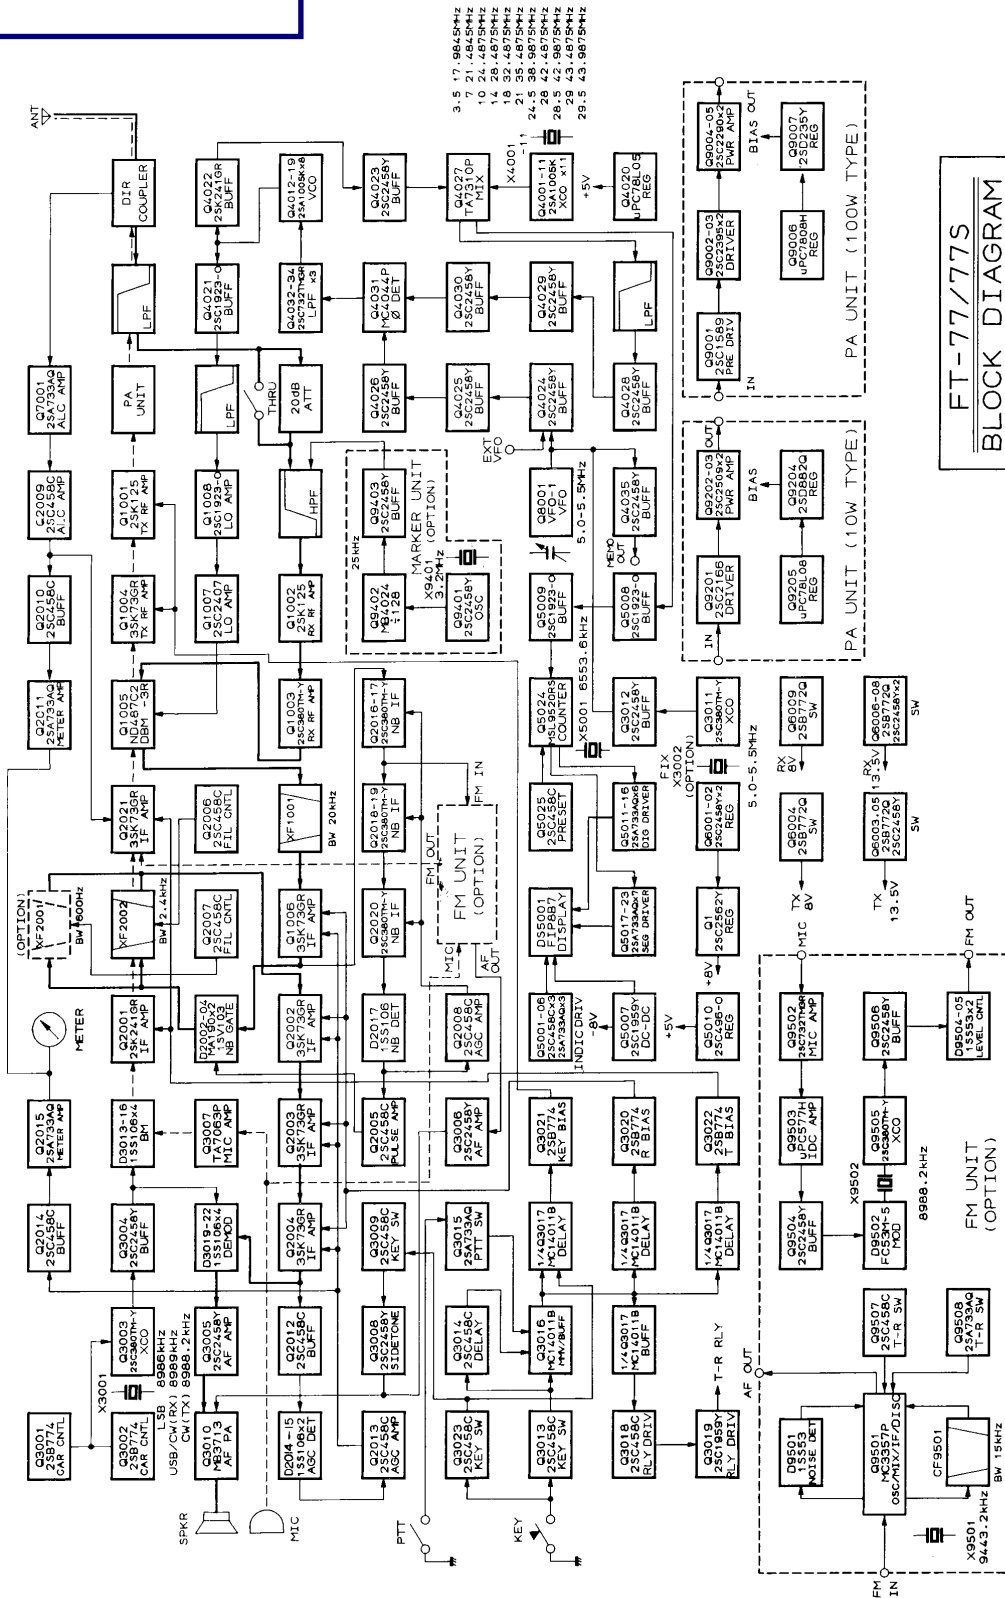 Q3001
2SB774
CAR CNTL
Q2014
2SC458C
BUFF
Q2015
2SA733AQ
METER AMP
METER
(OPTION)
XF2001
BW 600Hz
Q2011
2SA733AQ
METER AMP
Q2010
2SC458C
BUFF
Q2009
2SC458C
ALC AMP
Q7001
2SA733AQ
ALC AMP
ANT
X3001
Q3002
2SB774
CAR CNTL
Q3003
2SC380TM-Y
XCO
Q3004
2SC2458Y
BUFF
D3013-16
1SS106x4
BM
Q2001
2SK241GR
IF AMP
XF2002
BW 2.4kHz
Q2021
3SK73GR
IF AMP
Q1005
ND487C2
DBM -3R
Q1004
3SK73GR
TX RF AMP
Q1001
2SK125
TX RF AMP
PA
UNIT
LPF
DIR
COUPLER
LSB 8986kHz
USB/CW(RX) 8989kHz
CW(TX) 8988.2kHz
SPKR
Q3010
MB3713
AF PA
Q3005
2SC2458Y
AF AMP
D3019-22
1SS106x4
DEMOD
Q3007
TA7063P
MIC AMP
D2002-04
MA190x2
1SV103
NB GATE
Q2007
2SC458C
FIL CNTL
Q2006
2SC458C
FIL CNTL
Q1007
2SC2407
LO AMP
Q1008
2SC1923-O
LO AMP
LPF
Q4021
2SC1923-O
BUFF
Q4022
2SK241GR
BUFF
MIC
D2014-15
1SS106x2
AGC DET
Q2012
2SC458C
BUFF
Q2004
3SK73GR
IF AMP
Q2003
3SK73GR
IF AMP
Q2002
3SK73GR
IF AMP
Q1006
3SK73GR
IF AMP
XF1001
BW 20kHz
Q1003
2SC380TM-Y
RX RF AMP
Q1002
2SK125
RX RF AMP
HPF
THRU
20dB
ATT
Q4032-34
2SC732TMGR
LPF x3
Q4012-19
2SA1005Kx8
VCO
Q2013
2SC458C
AGC AMP
Q3008
2SC2458Y
SIDETONE
Q3009
2SC458C
KEY SW
Q2005
2SC458C
PULSE AMP
D2017
1SS106
NB DET
Q2020
2SC380TM-Y
NB IF
Q2018-19
2SC380TM-Y
NB IF
Q2016-17
2SC380TM-Y
NB IF
25kHz
Q9402
MB4024
÷128
Q9403
2SC2458Y
BUFF
MARKER UNIT
(OPTION)
X9401
3.2MHz
Q9401
2SC2458Y
OSC
Q4026
2SC2458Y
BUFF
Q4031
MC4044P
Ø DET
Q4023
2SC2458Y
BUFF
PTT
Q3023
2SC458C
KEY SW
Q3014
2SC458C
DELAY
Q3015
2SA733AQ
PTT SW
Q3006
2SC2458Y
AF AMP
Q2008
2SC458C
AGC AMP
MIC
FM OUT
FM IN
FM UNIT
(OPTION)
AF
OUT
Q4025
2SC2458Y
BUFF
Q4030
2SC2458Y
BUFF
Q4027
TA7310P
MIX
3.5 17.9845MHz
7 21.4845MHz
10 24.4875MHz
14 28.4875MHz
18 32.4875MHz
21 35.4875MHz
24.5 38.9875MHz
28 42.4875MHz
28.5 42.9875MHz
29 43.4875MHz
29.5 43.9875MHz
X4001
-11
KEY
Q3013
2SC458C
KEY SW
Q3016
MC14011B
MMV/BUFF
1/4 Q3017
MC14011B
DELAY
Q3021
2SB774
KEY BIAS
Q5001-06
2SC458Cx3
2SA733AQx3
INDIC DRIV
DS5001
FIP8B7
DISPLAY
Q5025
2SC458C
PRESET
Q5024
MSL9520RS
COUNTER
X5001 6553.6kHz
Q5009
2SC1923-O
BUFF
EXT
VFO
Q8001
VFO-1
VFO
5.0-5.5MHz
Q4024
2SC2458Y
BUFF
Q4029
2SC2458Y
BUFF
Q4001-11
2SA1005K
XCO x11
+5V
Q3018
2SC458C
RLY DRIV
1/4 Q3017
MC14011B
BUFF
1/4 Q3017
MC14011B
DELAY
Q3020
2SB774
R BIAS
-8V
Q5007
2SC1959Y
DC-DC
Q5017-23
2SA733AQx7
SEG DRIVER
Q5011-16
2SA733AQx6
DIG DRIVER
Q3012
2SC2458Y
BUFF
Q5008
2SC1923-O
BUFF
MEMO
OUT
Q4035
2SC2458Y
BUFF
Q4028
2SC2458Y
BUFF
LPF
Q4020
uPC78L05
REG
Q3019
2SC1959Y
RLY DRIV
T-R RLY
1/4 Q3017
MC14011B
DELAY
Q3022
2SB774
T BIAS
+5V
Q5010
2SC496-O
REG
+8V
Q1
2SC2562Y
REG
Q6001-02
2SC2458Yx2
REG
FIX
X3002
(OPTION)
Q3011
2SC380TM-Y
XCO
5.0-5.5MHz
IN
Q9201
2SC2166
DRIVER
Q9202-03
2SC2509x2
PWR AMP
OUT
BIAS
Q9205
uPC78L08
REG
Q9204
2SD882Q
REG
PA UNIT (10W TYPE)
IN
Q9001
2SC1589
PRE DRIV
Q9002-03
2SC2395x2
DRIVER
Q9004-05
2SC2290x2
PWR AMP
OUT
BIAS
Q9006
uPC7808H
REG
Q9007
2SD235Y
REG
PA UNIT (100W TYPE)
TX
8V
Q6004
2SB772Q
SW
RX
8V
Q6009
2SB772Q
SW
TX
13.5V
Q6003.05
2SB772Q
2SC2458Y
SW
RX
13.5V
Q6006-08
2SB772Q
2SC2458Yx2
SW
AF OUT
MIC
D9501
1SS53
NOISE DET
Q9507
2SC458C
T-R SW
Q9504
2SC2458Y
BUFF
Q9503
uPC577H
IDC AMP
Q9502
2SC732TMGR
MIC AMP
FM
IN
Q9501
MC3357P
OSC/MIX/IF/DISC
D9502
FC53M-5
MOD
X9502
8988.2kHz
Q9505
2SC380TM-Y
XCO
Q9506
2SC2458Y
BUFF
X9501
9443.2kHz
CF9501
BW 15kHz
Q9508
2SA733AQ
T-R SW
D9504-05
1SS53x2
LEVEL CNTL
FM OUT
FM UNIT
(OPTION)
FT-77/77S
BLOCK DIAGRAM